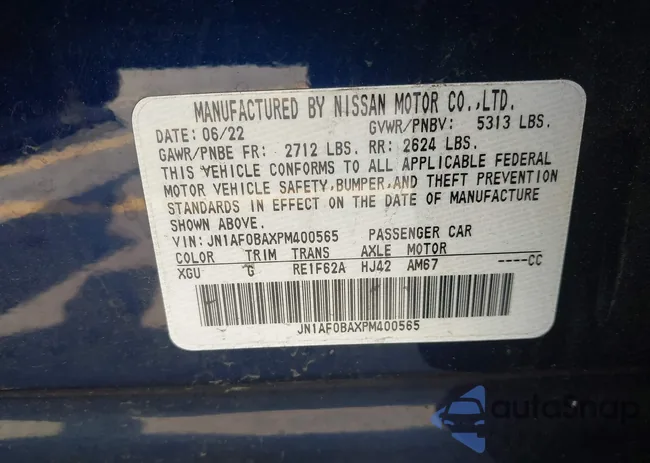 MANUFACTURED BY NISSAN MOTOR CO.,LTD.
DATE: 06/22 GVWR/PNBV: 5313 LBS.
GAWR/PNBE FR: 2712 LBS. RR: 2624 LBS.
THIS VEHICLE CONFORMS TO ALL APPLICABLE FEDERAL
MOTOR VEHICLE SAFETY,BUMPER,AND THEFT PREVENTION
STANDARDS IN EFFECT ON THE DATE OF MANUFACTURE
SHOWN ABOVE.
VIN: JN1AF0BAXPM400565 PASSENGER CAR
COLOR TRIM TRANS AXLE MOTOR
XGU G RE1F62A HJ42 AM67 ----CC
JN1AF0BAXPM400565
autoSnap